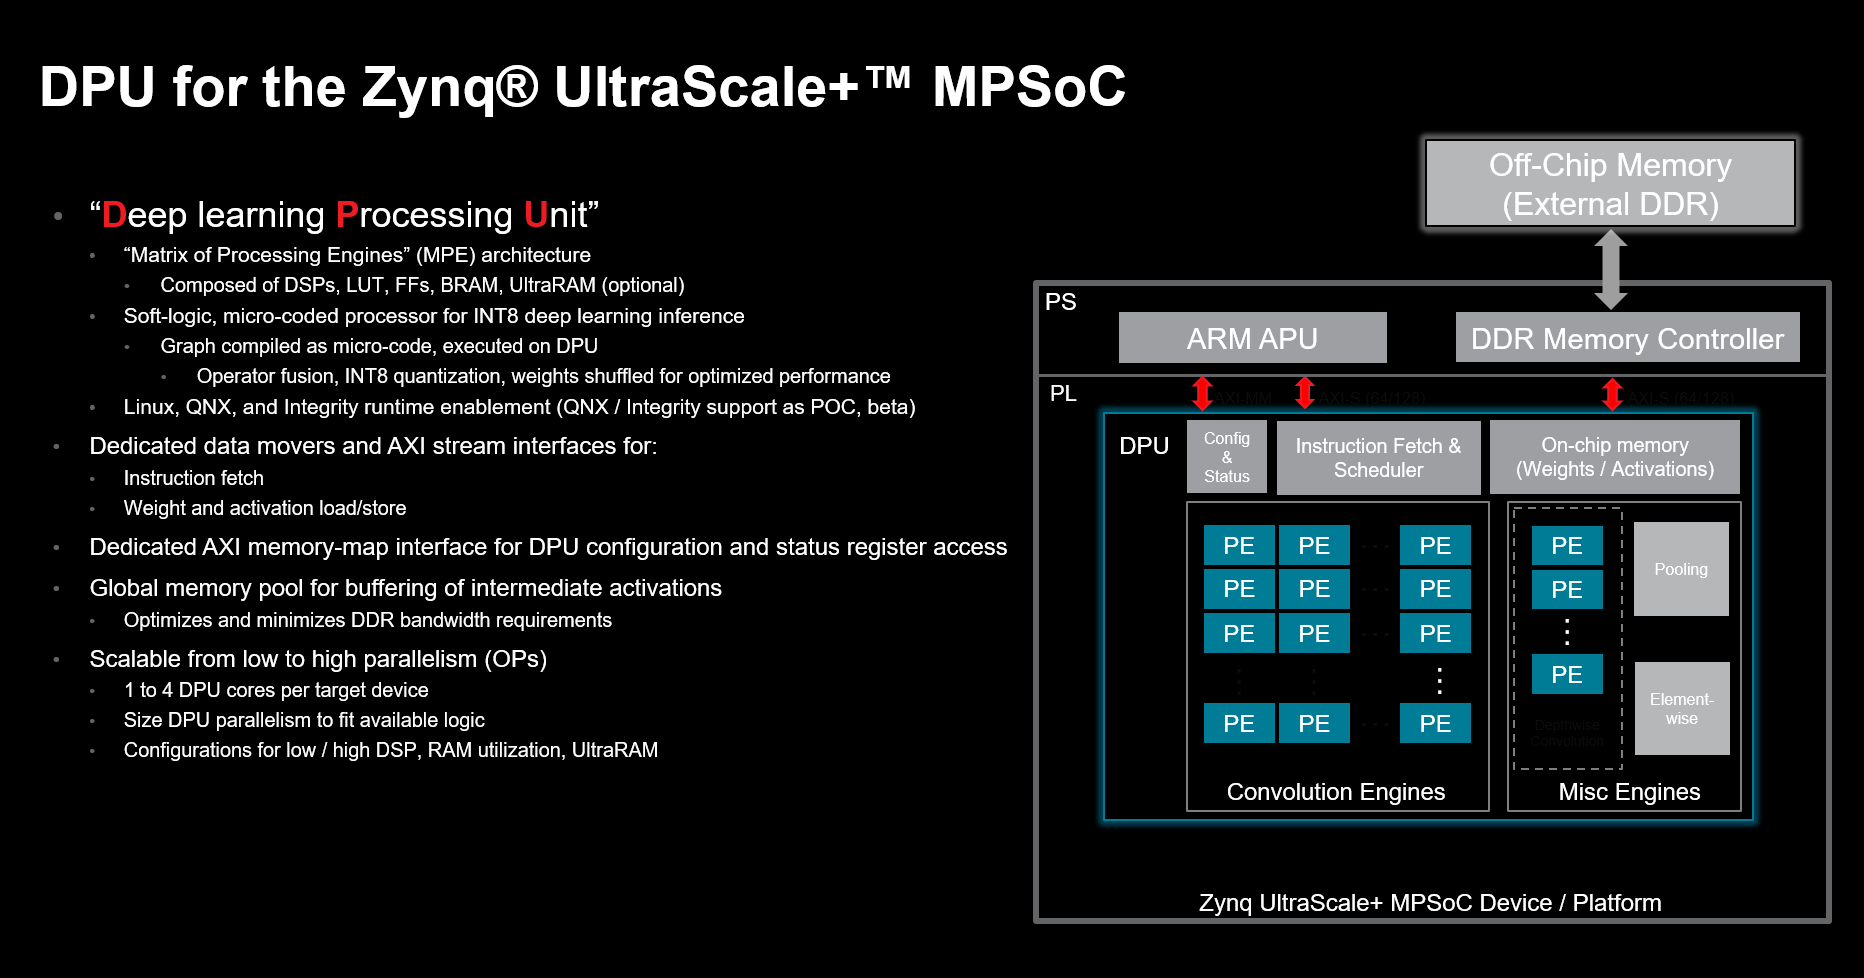 DPU for the Zynq® UltraScale+™ MPSoC
“Deep learning Processing Unit”
“Matrix of Processing Engines” (MPE) architecture
Composed of DSPs, LUT, FFs, BRAM, UltraRAM (optional)
Soft-logic, micro-coded processor for INT8 deep learning inference
Graph compiled as micro-code, executed on DPU
Operator fusion, INT8 quantization, weights shuffled for optimized performance
Linux, QNX, and Integrity runtime enablement (QNX / Integrity support as POC, beta)
Dedicated data movers and AXI stream interfaces for:
Instruction fetch
Weight and activation load/store
Dedicated AXI memory-map interface for DPU configuration and status register access
Global memory pool for buffering of intermediate activations
Optimizes and minimizes DDR bandwidth requirements
Scalable from low to high parallelism (OPs)
1 to 4 DPU cores per target device
Size DPU parallelism to fit available logic
Configurations for low / high DSP, RAM utilization, UltraRAM
Off-Chip Memory
(External DDR)
PS
ARM APU
DDR Memory Controller
PL
AXI-MM
AXI-S (64/128)
AXI-S (64/128)
DPU
Config
&
Status
Instruction Fetch &
Scheduler
On-chip memory
(Weights / Activations)
PE PE PE
PE PE PE
PE PE PE
PE PE PE
Convolution Engines
PE
PE
PE
Depthwise
Convolution
Pooling
Element-
wise
Misc Engines
Zynq UltraScale+ MPSoC Device / Platform